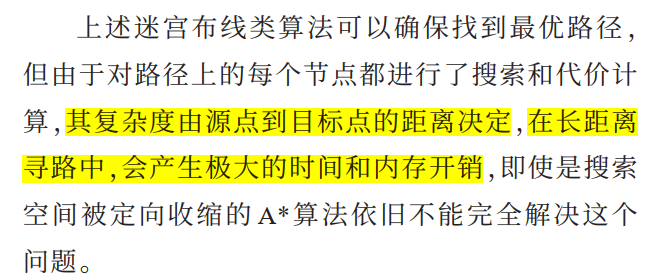 上述迷宫布线类算法可以确保找到最优路径,
但由于对路径上的每个节点都进行了搜索和代价计
算,其复杂度由源点到目标点的距离决定,在长距离
寻路中,会产生极大的时间和内存开销,即使是搜索
空间被定向收缩的A*算法依旧不能完全解决这个
问题。